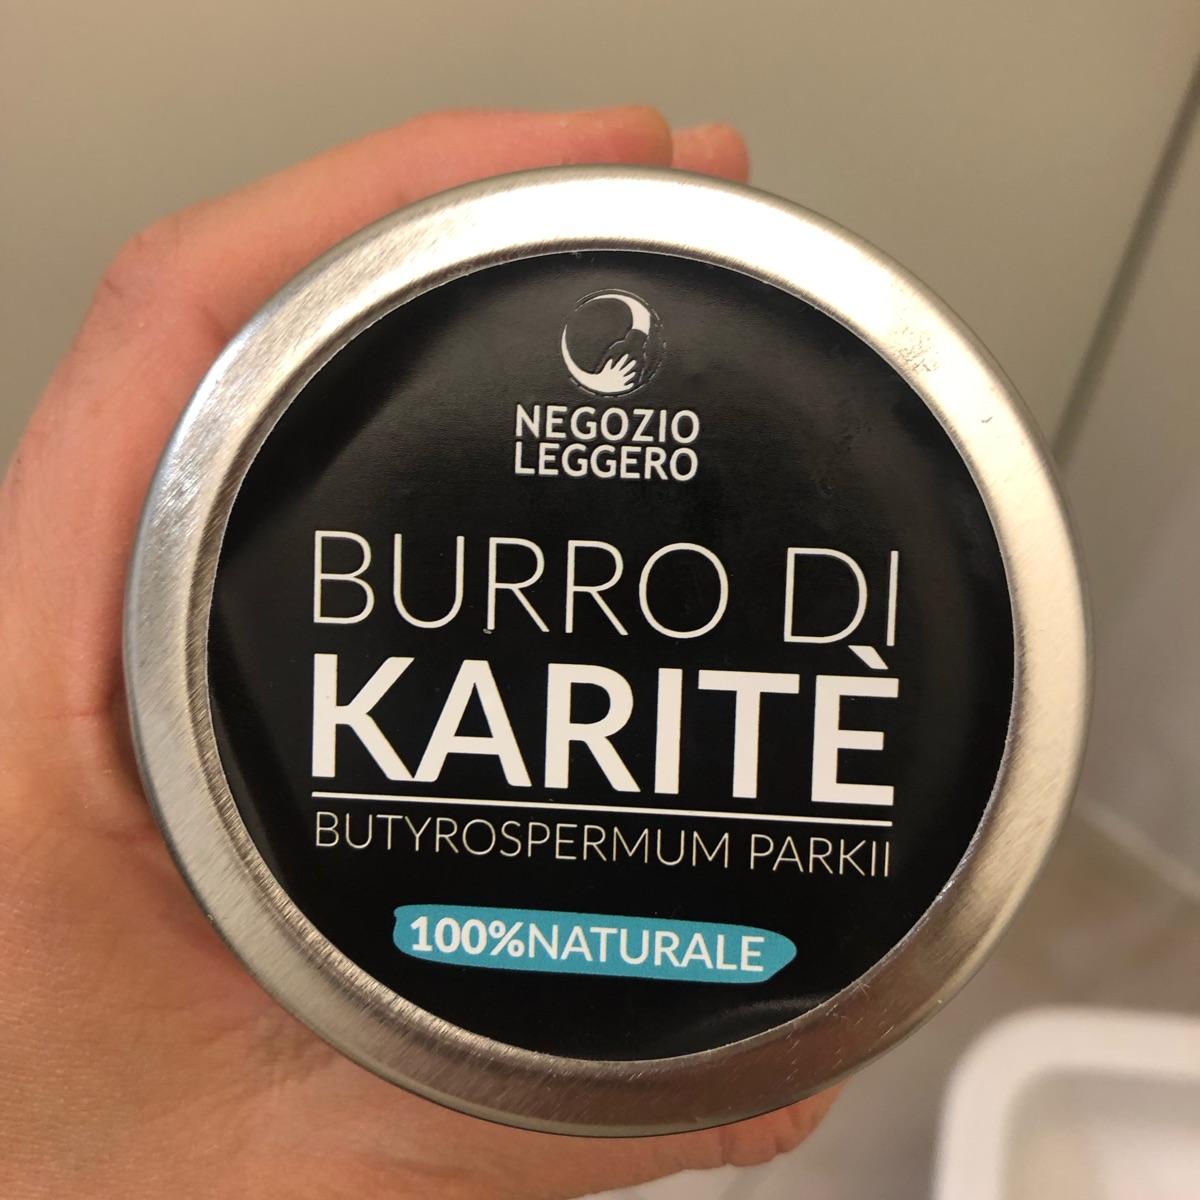 NEGOZIO
LEGGERO
BURRO DI
KARITÈ
BUTYROSPERMUM PARKII
100%NATURALE